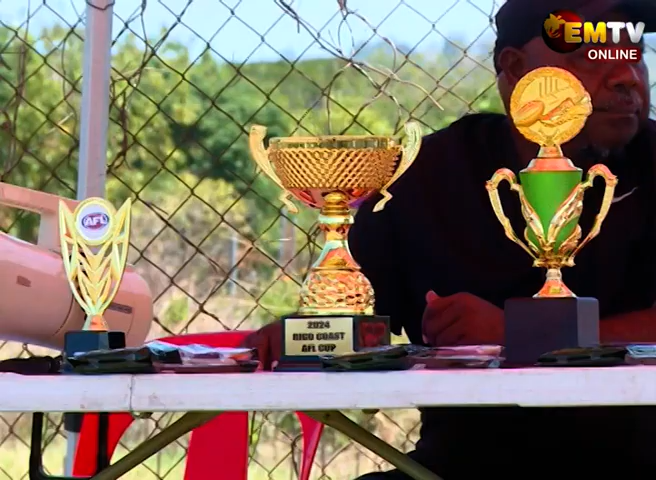 EMTV
ONLINE
AFL
2024
RIGO COAST
AFL CUP